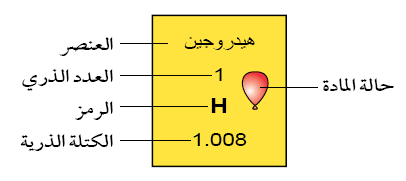 العنصر
هيدروجين
العدد الذري
1
حالة المادة
الرمز
H
الكتلة الذرية
1.008